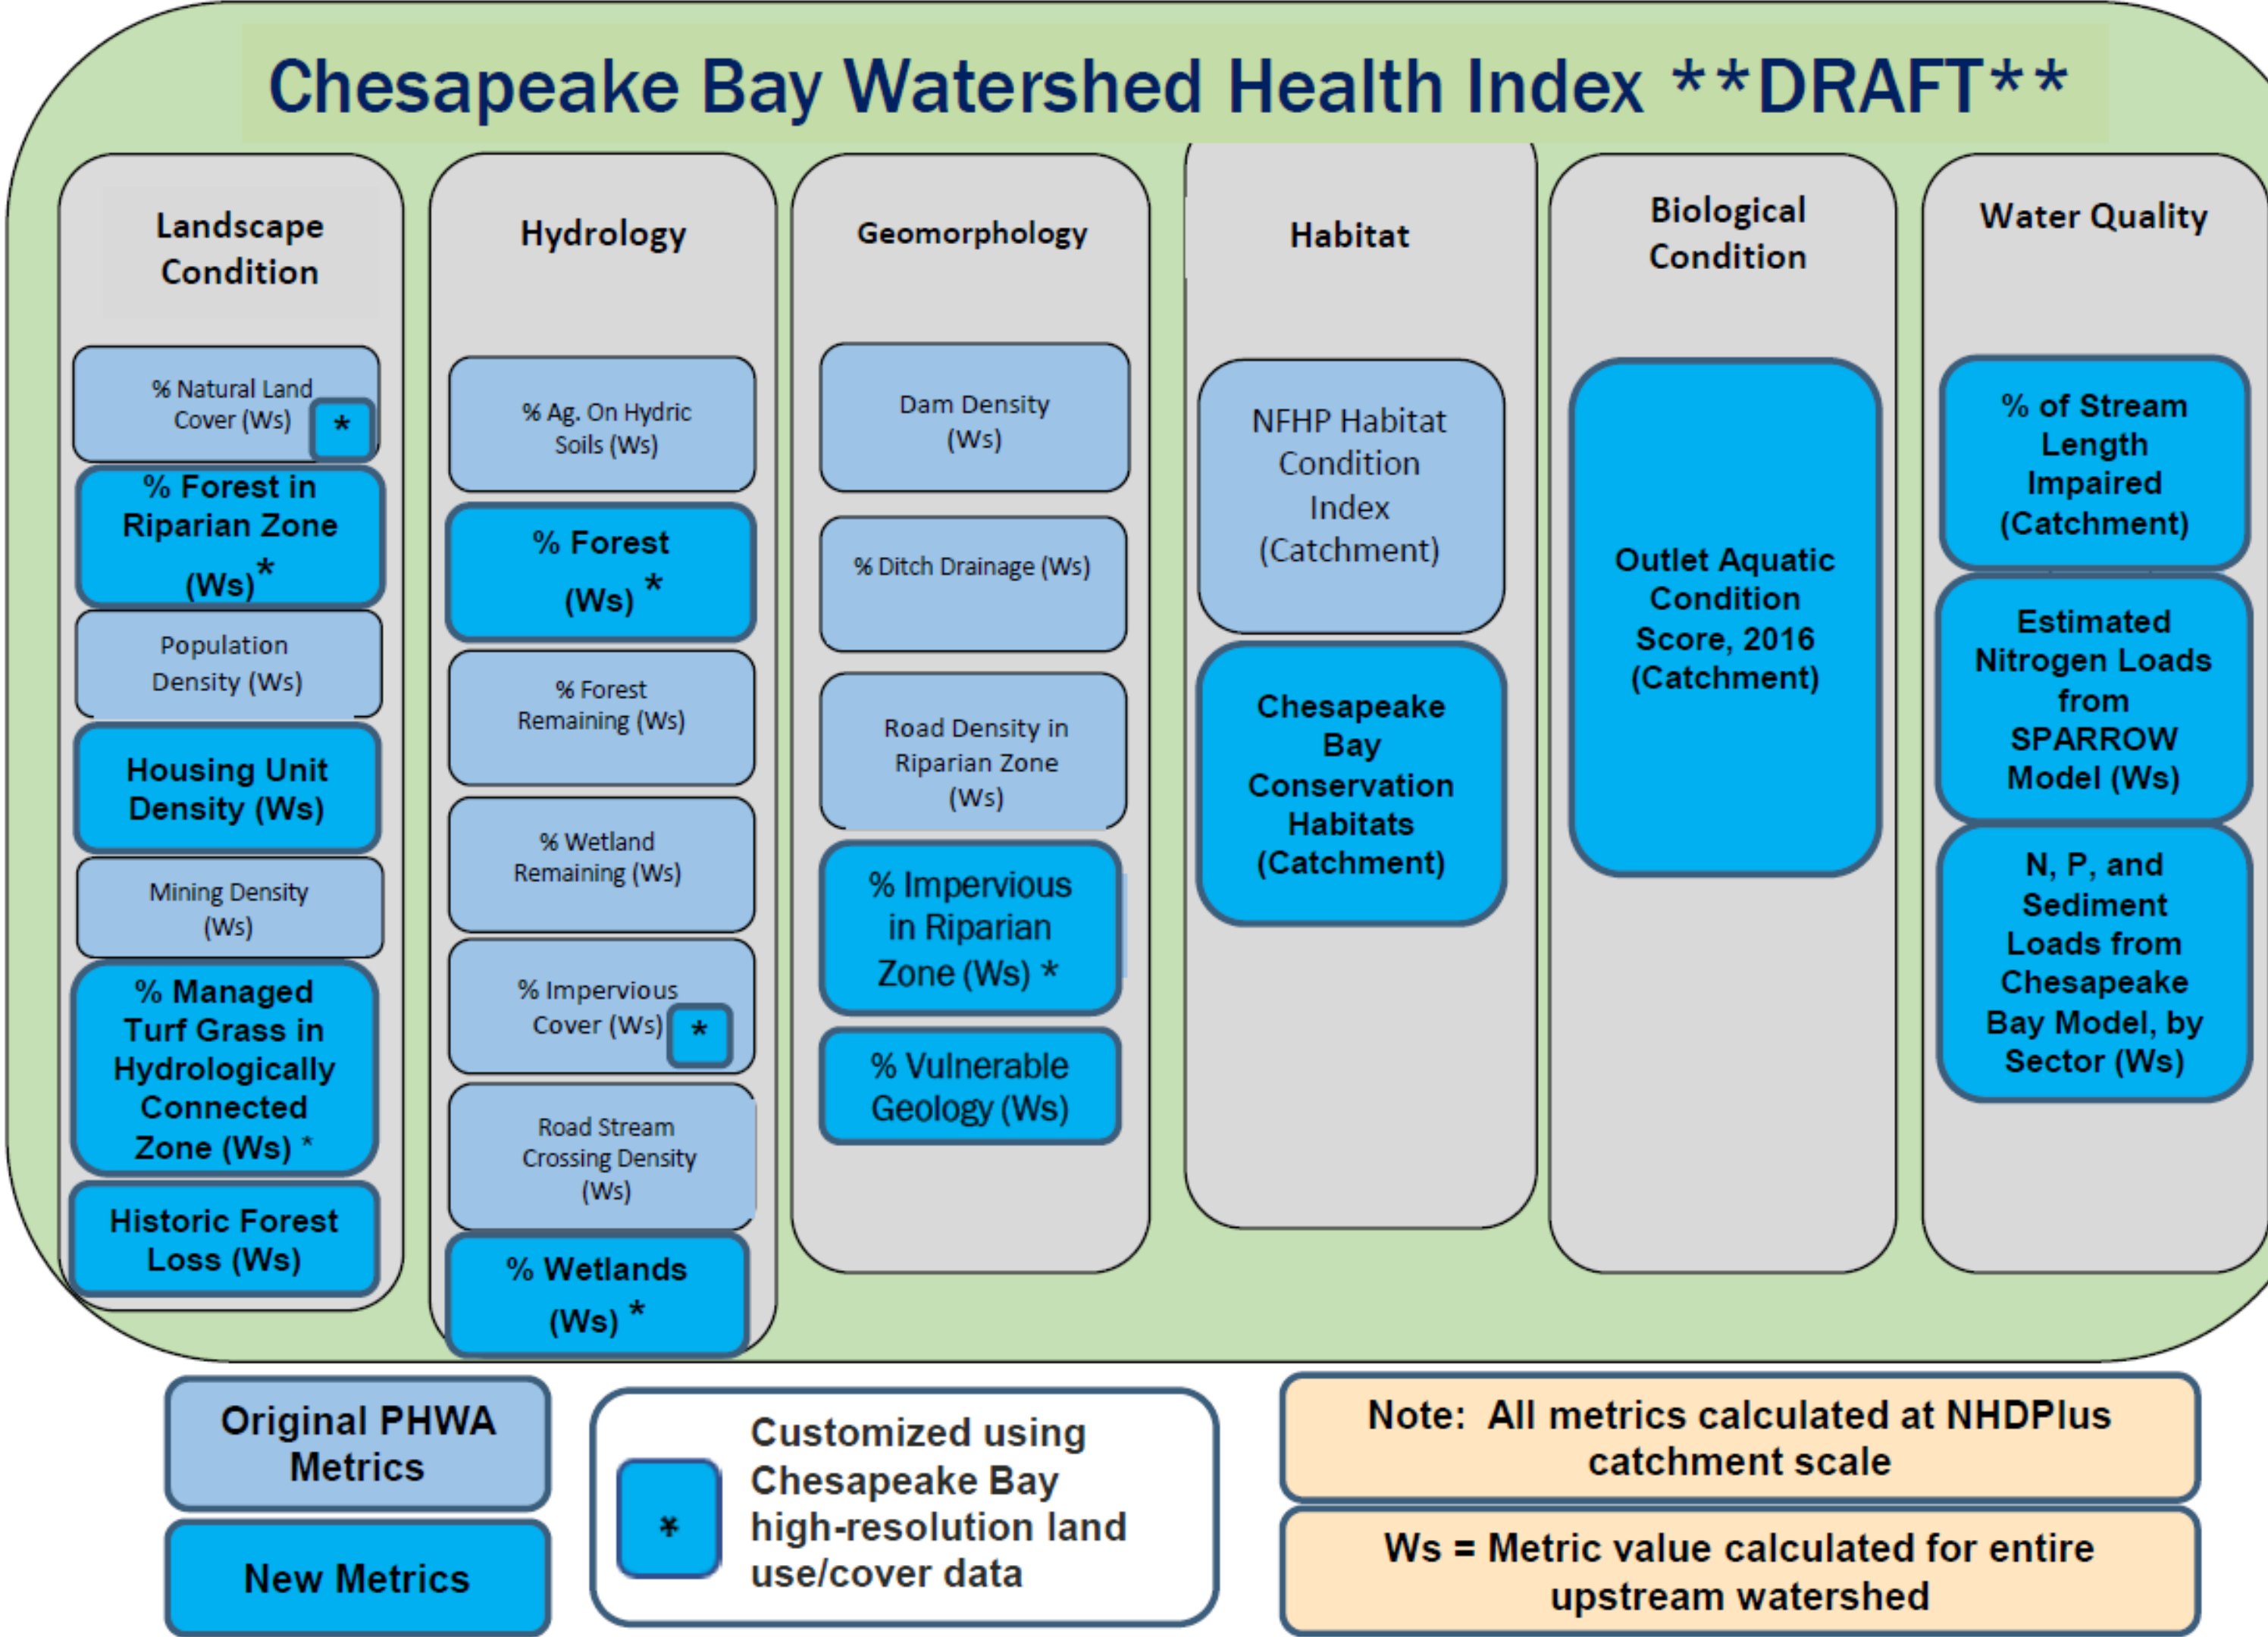 Chesapeake Bay Watershed Health Index **DRAFT**
Landscape
Condition
% Natural Land
Cover (Ws)
*
% Forest in
Riparian Zone
(Ws)*
Population
Density (Ws)
Housing Unit
Density (Ws)
Mining Density
(Ws)
% Managed
Turf Grass in
Hydrologically
Connected
Zone (Ws) *
Historic Forest
Loss (Ws)
Hydrology
% Ag. On Hydric
Soils (Ws)
% Forest
(Ws) *
% Forest
Remaining (Ws)
% Wetland
Remaining (Ws)
% Impervious
Cover (Ws)
*
Road Stream
Crossing Density
(Ws)
% Wetlands
(Ws) *
Geomorphology
Dam Density
(Ws)
% Ditch Drainage (Ws)
Road Density in
Riparian Zone
(Ws)
% Impervious
in Riparian
Zone (Ws) *
% Vulnerable
Geology (Ws)
Habitat
NFHP Habitat
Condition
Index
(Catchment)
Chesapeake
Bay
Conservation
Habitats
(Catchment)
Biological
Condition
Outlet Aquatic
Condition
Score, 2016
(Catchment)
Water Quality
% of Stream
Length
Impaired
(Catchment)
Estimated
Nitrogen Loads
from
SPARROW
Model (Ws)
N, P, and
Sediment
Loads from
Chesapeake
Bay Model, by
Sector (Ws)
Original PHWA
Metrics
New Metrics
*
Customized using
Chesapeake Bay
high-resolution land
use/cover data
Note: All metrics calculated at NHDPlus
catchment scale
Ws = Metric value calculated for entire
upstream watershed